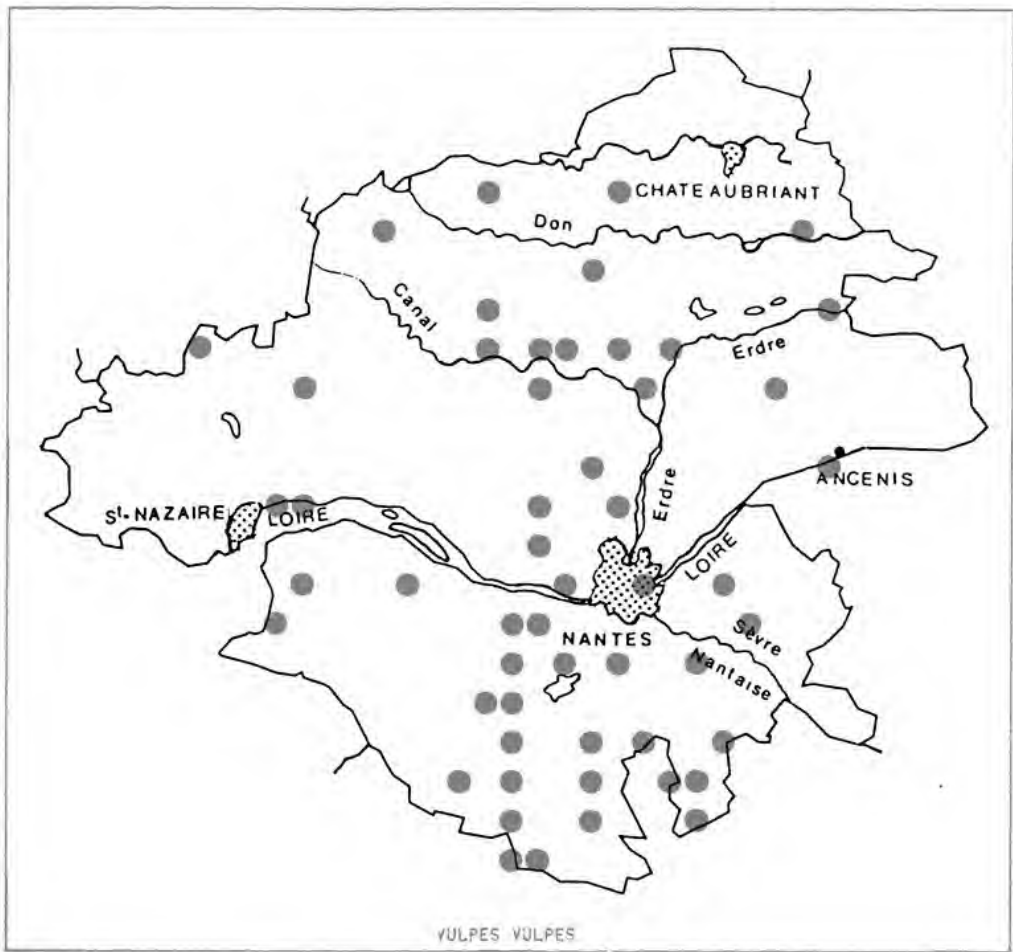 CHATEAUBRIANT
Don
Canal
Erdre
ANCENIS
Erdre
St-NAZAIRE
LOIRE
LOIRE
NANTES
Sèvre
Nantaise
VULPES VULPES